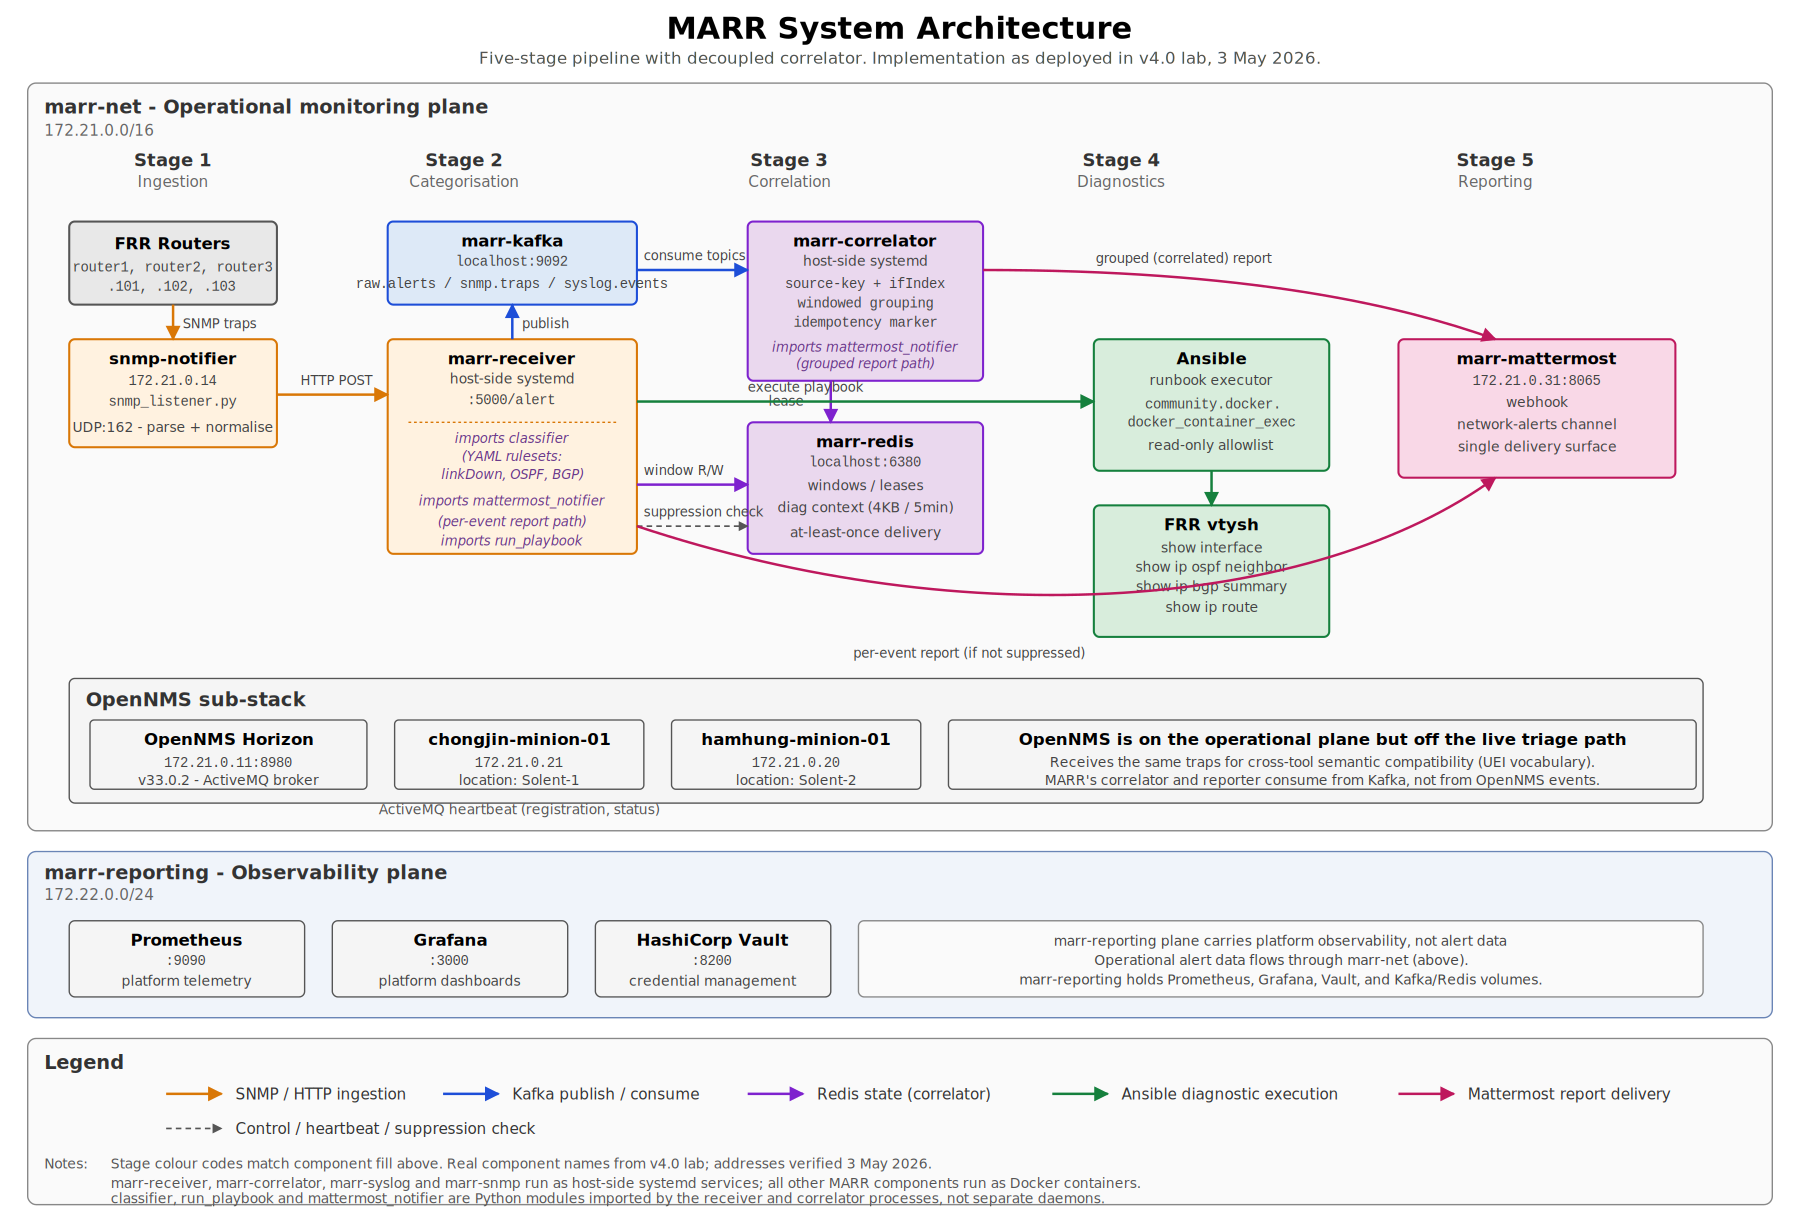 MARR System Architecture
Five-stage pipeline with decoupled correlator. Implementation as deployed in v4.0 lab, 3 May 2026.
marr-net - Operational monitoring plane
172.21.0.0/16
Stage 1
Ingestion
Stage 2
Categorisation
Stage 3
Correlation
Stage 4
Diagnostics
Stage 5
Reporting
FRR Routers
router1, router2, router3
.101, .102, .103
SNMP traps
snmp-notifier
172.21.0.14
snmp_listener.py
UDP:162 - parse + normalise
HTTP POST
marr-kafka
localhost:9092
raw.alerts / snmp.traps / syslog.events
publish
marr-receiver
host-side systemd
:5000/alert
imports classifier
(YAML rulesets:
linkDown, OSPF, BGP)
imports mattermost_notifier
(per-event report path)
imports run_playbook
consume topics
marr-correlator
host-side systemd
source-key + ifIndex
windowed grouping
idempotency marker
imports mattermost_notifier
(grouped report path)
execute playbook
lease
window R/W
suppression check
marr-redis
localhost:6380
windows / leases
diag context (4KB / 5min)
at-least-once delivery
grouped (correlated) report
Ansible
runbook executor
community.docker.
docker_container_exec
read-only allowlist
FRR vtysh
show interface
show ip ospf neighbor
show ip bgp summary
show ip route
marr-mattermost
172.21.0.31:8065
webhook
network-alerts channel
single delivery surface
per-event report (if not suppressed)
OpenNMS sub-stack
OpenNMS Horizon
172.21.0.11:8980
v33.0.2 - ActiveMQ broker
chongjin-minion-01
172.21.0.21
location: Solent-1
hamhung-minion-01
172.21.0.20
location: Solent-2
OpenNMS is on the operational plane but off the live triage path
Receives the same traps for cross-tool semantic compatibility (UEI vocabulary).
MARR's correlator and reporter consume from Kafka, not from OpenNMS events.
ActiveMQ heartbeat (registration, status)
marr-reporting - Observability plane
172.22.0.0/24
Prometheus
:9090
platform telemetry
Grafana
:3000
platform dashboards
HashiCorp Vault
:8200
credential management
marr-reporting plane carries platform observability, not alert data
Operational alert data flows through marr-net (above).
marr-reporting holds Prometheus, Grafana, Vault, and Kafka/Redis volumes.
Legend
SNMP / HTTP ingestion
Kafka publish / consume
Redis state (correlator)
Ansible diagnostic execution
Mattermost report delivery
Control / heartbeat / suppression check
Notes: Stage colour codes match component fill above. Real component names from v4.0 lab; addresses verified 3 May 2026.
marr-receiver, marr-correlator, marr-syslog and marr-snmp run as host-side systemd services; all other MARR components run as Docker containers.
classifier, run_playbook and mattermost_notifier are Python modules imported by the receiver and correlator processes, not separate daemons.